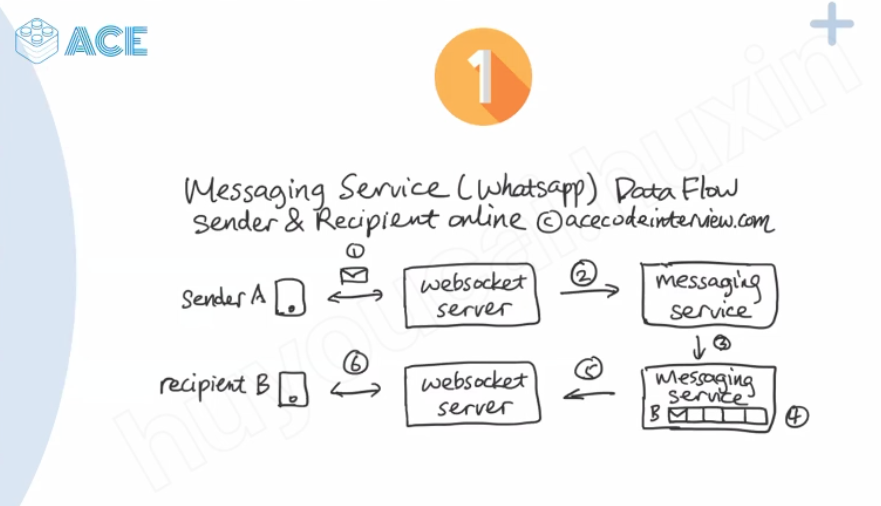 ACE
1
Messaging Service (Whatsapp) Data Flow
Sender & Recipient online © acecodeinterview.com
1
sender A
websocket
server
2
messaging
service
3
6
recipient B
websocket
server
5
Messaging
service
B
4